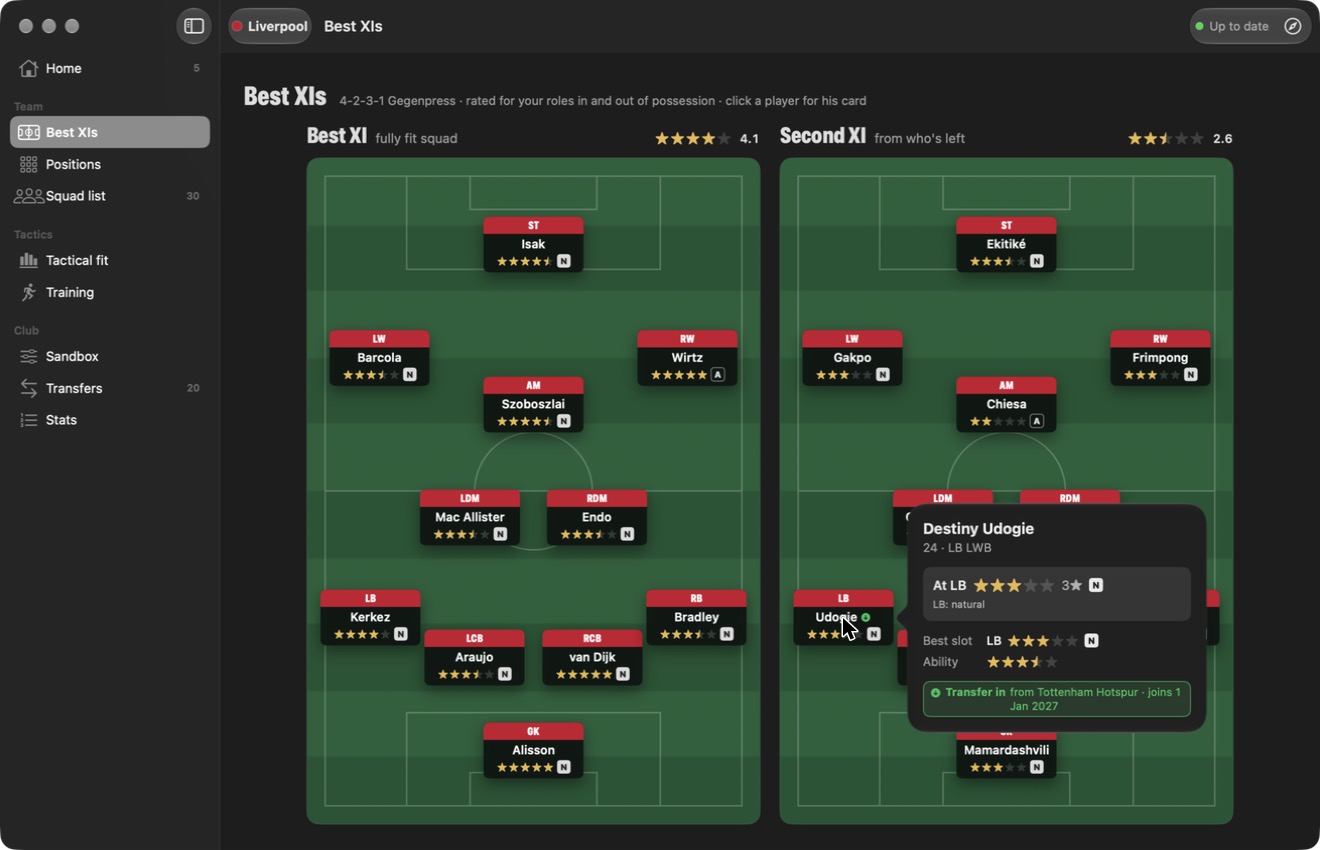 Liverpool
Best XIs
Up to date
Home 5
Team
Best XIs
Positions
Squad list 30
Tactics
Tactical fit
Training
Club
Sandbox
Transfers 20
Stats
Best XIs 4-2-3-1 Gegenpress · rated for your roles in and out of possession · click a player for his card
Best XI fully fit squad 4.1
ST
Isak
N
LW
Barcola
N
RW
Wirtz
A
AM
Szoboszlai
N
LDM
Mac Allister
N
RDM
Endo
N
LB
Kerkez
N
RB
Bradley
N
LCB
Araujo
N
RCB
van Dijk
N
GK
Alisson
N
Second XI from who's left 2.6
ST
Ekitiké
N
LW
Gakpo
N
RW
Frimpong
N
AM
Chiesa
A
LDM
RDM
LB
Udogie
N
Mamardashvili
N
Destiny Udogie
24 · LB LWB
At LB 3★ N
LB: natural
Best slot LB N
Ability
Transfer in from Tottenham Hotspur · joins 1
Jan 2027